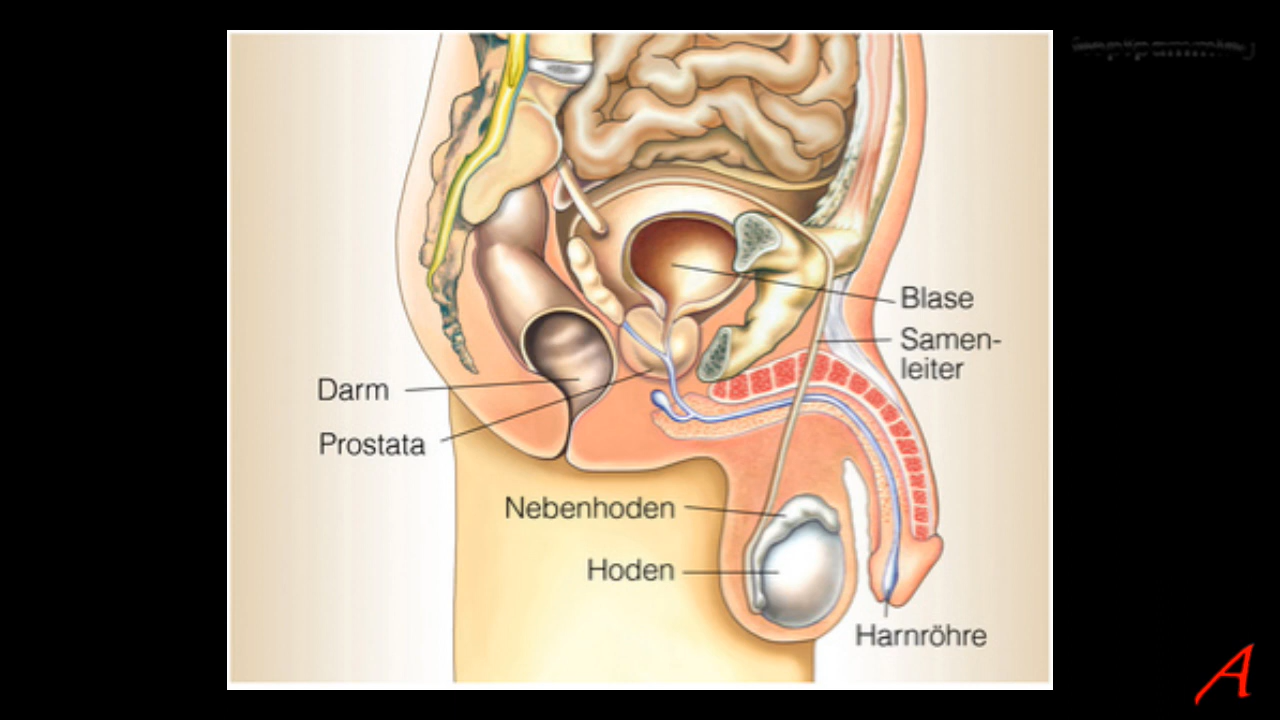 Blase
Samen-
leiter
Darm
Prostata
Nebenhoden
Hoden
Harnröhre
A